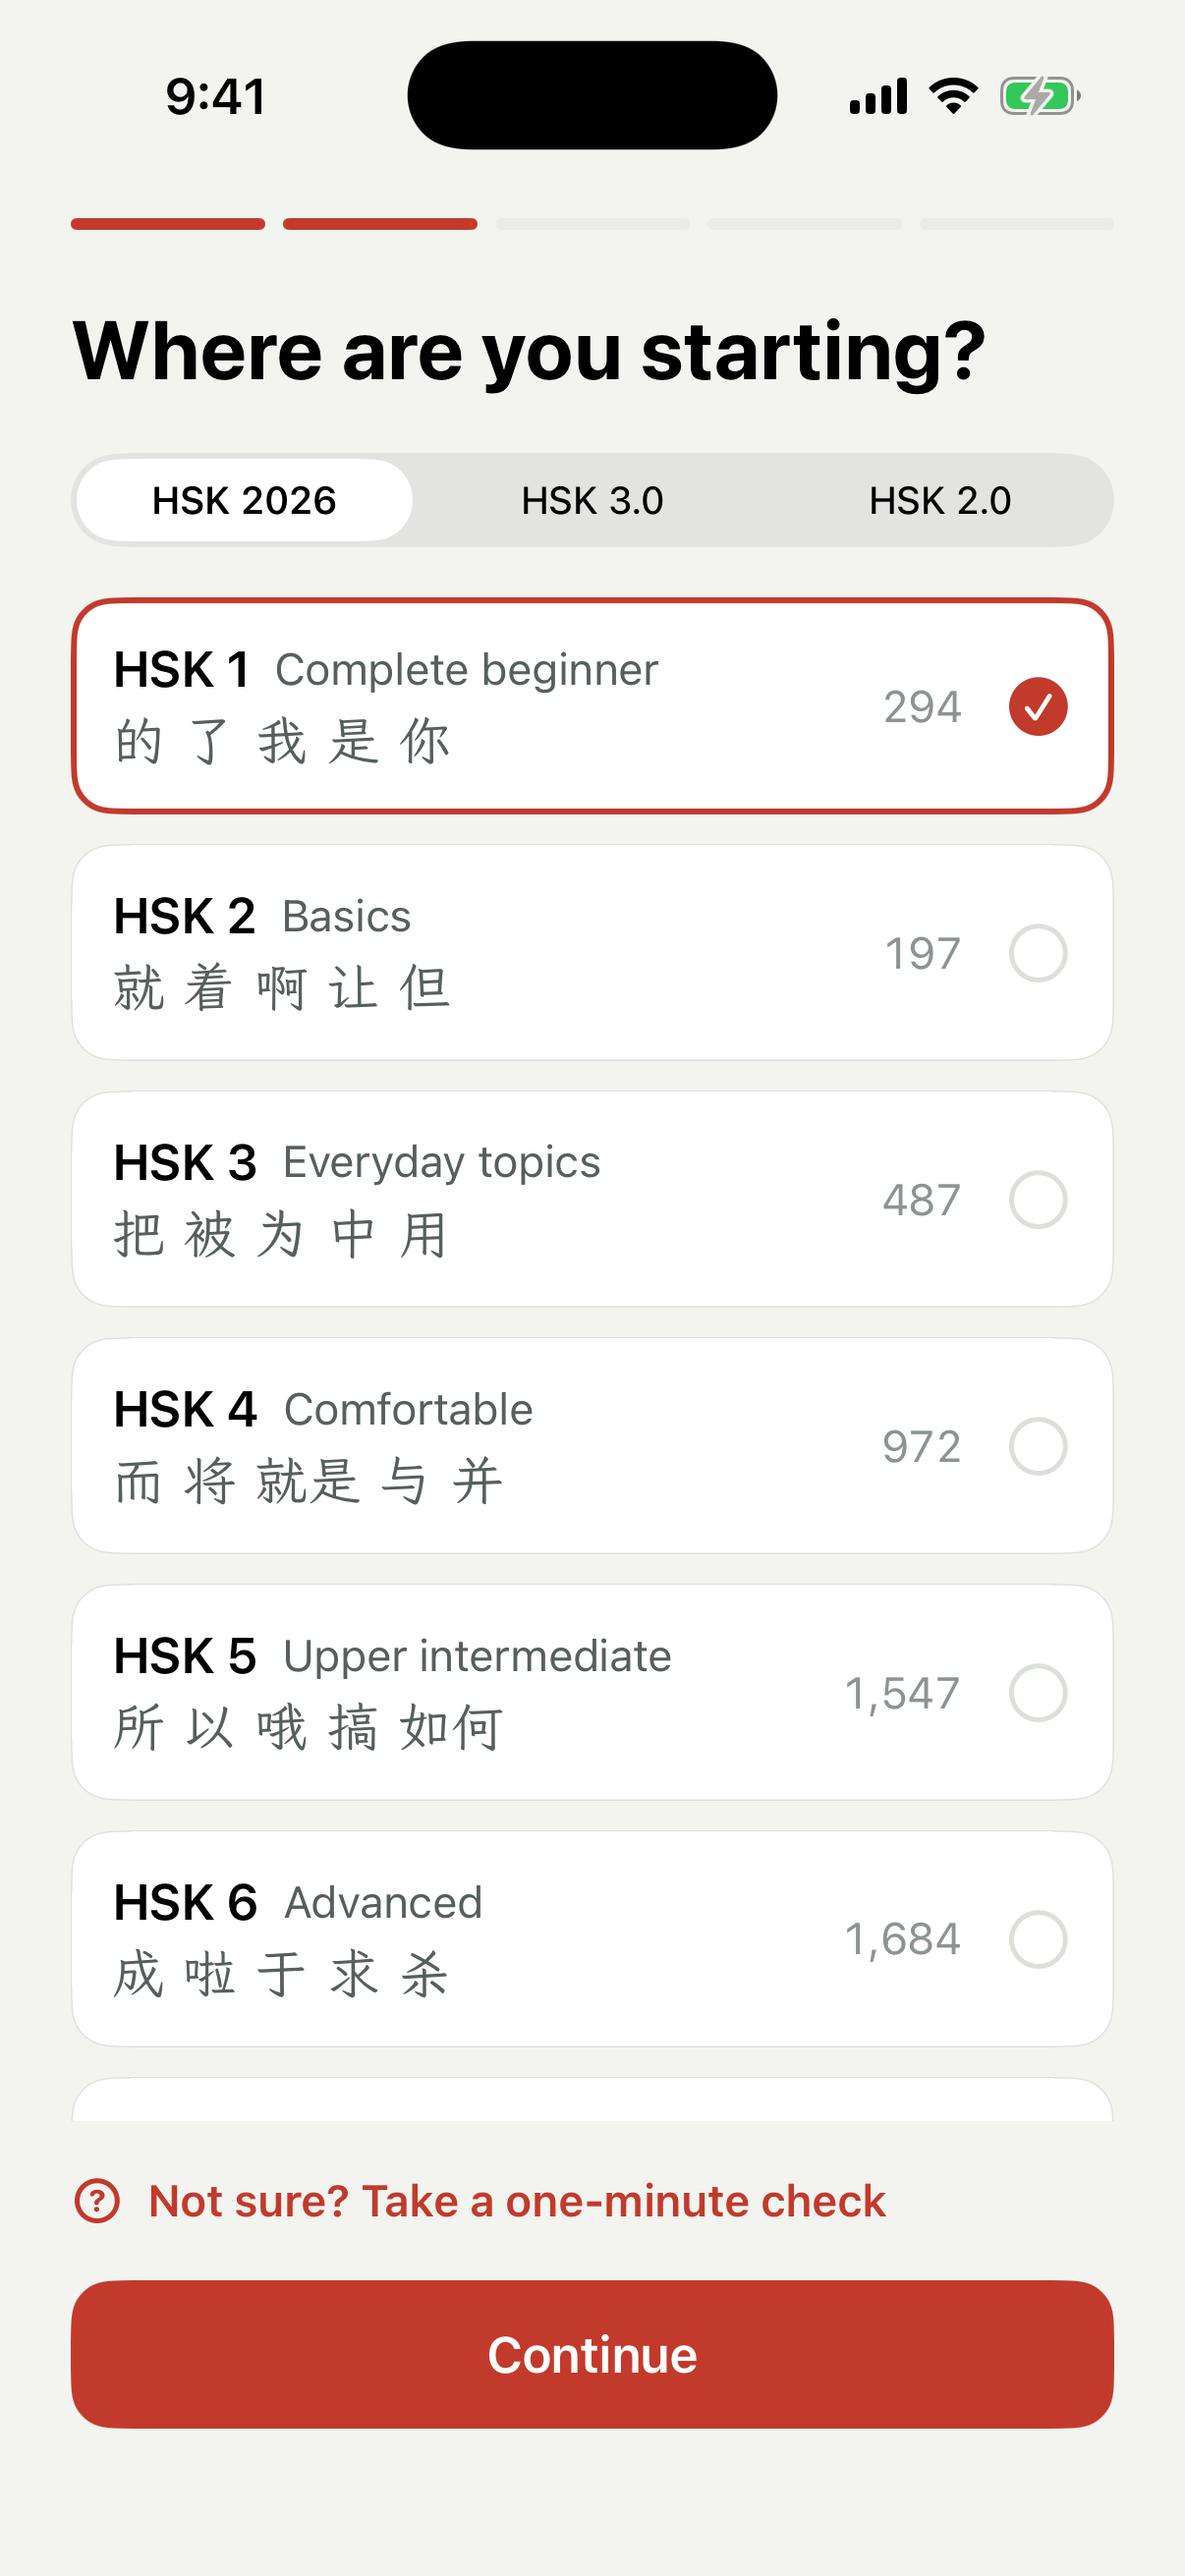 9:41
Where are you starting?
HSK 2026 HSK 3.0 HSK 2.0
HSK 1 Complete beginner
的 了 我 是 你
294
HSK 2 Basics
就 着 啊 让 但
197
HSK 3 Everyday topics
把 被 为 中 用
487
HSK 4 Comfortable
而 将 就是 与 并
972
HSK 5 Upper intermediate
所 以 哦 搞 如何
1,547
HSK 6 Advanced
成 啦 于 求 杀
1,684
? Not sure? Take a one-minute check
Continue